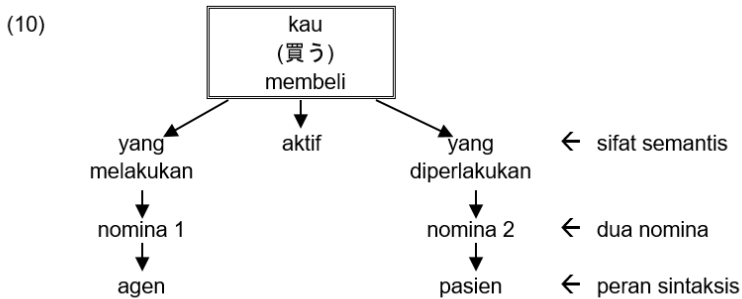 (10)
kau
(買う)
membeli
yang aktif yang ← sifat semantis
melakukan diperlakukan
nomina 1 nomina 2 ← dua nomina
agen pasien ← peran sintaksis